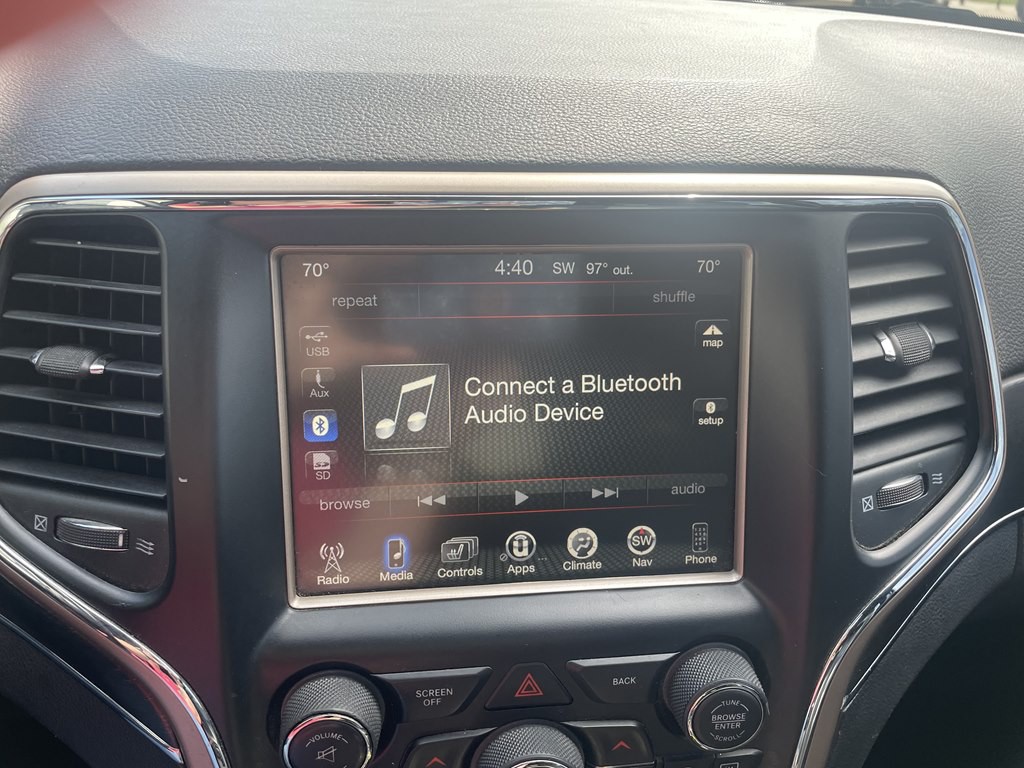 70° 4:40 SW 97° out. 70°
repeat shuffle
USB
map
Aux
Connect a Bluetooth
Audio Device
setup
SD
browse audio
Radio Media Controls Apps Climate SW Nav Phone
SCREEN
OFF
BACK
VOLUME
TUNE
BROWSE
ENTER
SCROLL